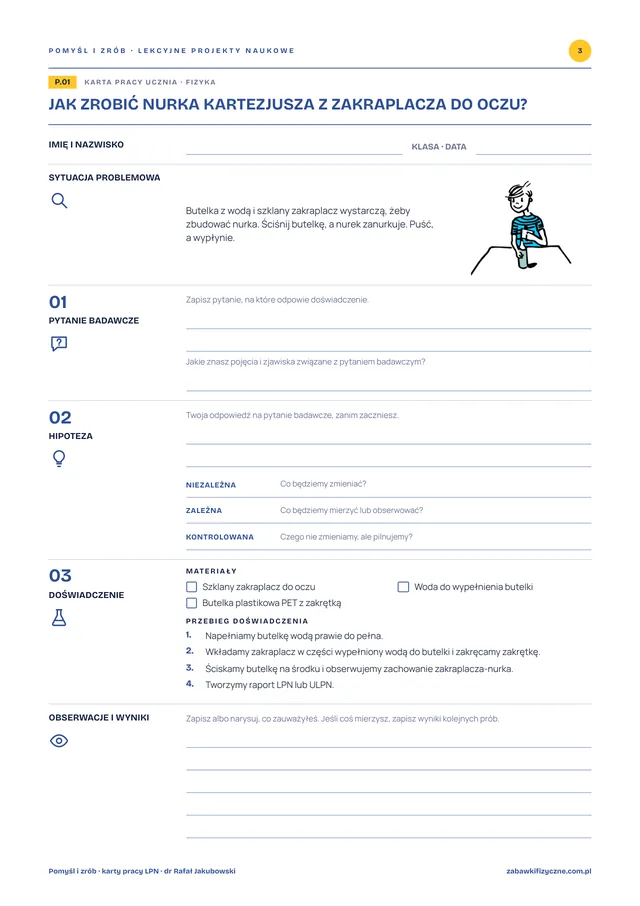 POMYŚL I ZRÓB · LEKCYJNE PROJEKTY NAUKOWE
3
P.01 KARTA PRACY UCZNIA · FIZYKA
JAK ZROBIĆ NURKA KARTEZJUSZA Z ZAKRAPLACZA DO OCZU?
IMIĘ I NAZWISKO
KLASA · DATA
SYTUACJA PROBLEMOWA
Butelka z wodą i szklany zakraplacz wystarczą, żeby
zbudować nurka. Ściśnij butelkę, a nurek zanurkuje. Puść,
a wypłynie.
01
PYTANIE BADAWCZE
Zapisz pytanie, na które odpowie doświadczenie.
Jakie znasz pojęcia i zjawiska związane z pytaniem badawczym?
02
HIPOTEZA
Twoja odpowiedź na pytanie badawcze, zanim zaczniesz.
NIEZALEŻNA Co będziemy zmieniać?
ZALEŻNA Co będziemy mierzyć lub obserwować?
KONTROLOWANA Czego nie zmieniamy, ale pilnujemy?
03
DOŚWIADCZENIE
MATERIAŁY
Szklany zakraplacz do oczu
Woda do wypełnienia butelki
Butelka plastikowa PET z zakrętką
PRZEBIEG DOŚWIADCZENIA
1. Napełniamy butelkę wodą prawie do pełna.
2. Wkładamy zakraplacz w części wypełniony wodą do butelki i zakręcamy zakrętkę.
3. Ściskamy butelkę na środku i obserwujemy zachowanie zakraplacza-nurka.
4. Tworzymy raport LPN lub ULPN.
OBSERWACJE I WYNIKI
Zapisz albo narysuj, co zauważyłeś. Jeśli coś mierzysz, zapisz wyniki kolejnych prób.
Pomyśl i zrób · karty pracy LPN · dr Rafał Jakubowski
zabawkifizyczne.com.pl